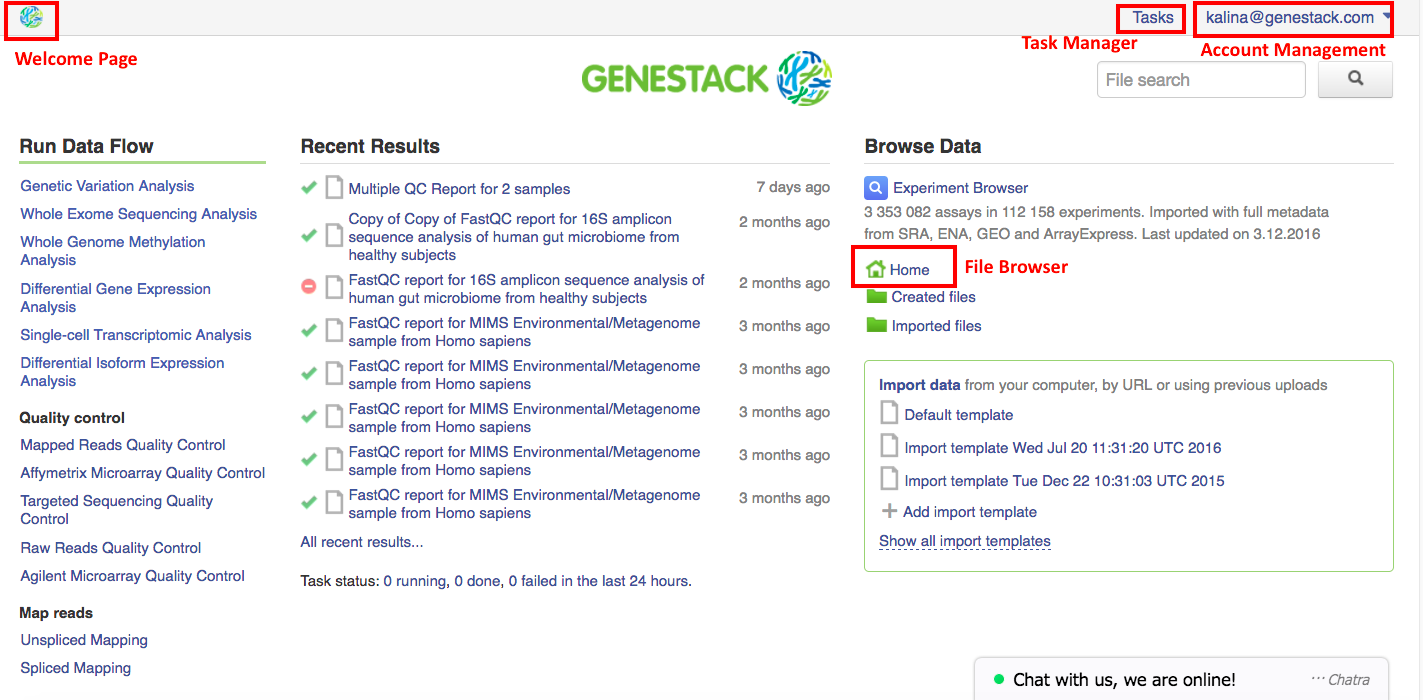 Tasks
kalina@genestack.com
Welcome Page
Task Manager
Account Management
GENESTACK
File search
Run Data Flow
Genetic Variation Analysis
Whole Exome Sequencing Analysis
Whole Genome Methylation
Analysis
Differential Gene Expression
Analysis
Single-cell Transcriptomic Analysis
Differential Isoform Expression
Analysis
Quality control
Mapped Reads Quality Control
Affymetrix Microarray Quality Control
Targeted Sequencing Quality
Control
Raw Reads Quality Control
Agilent Microarray Quality Control
Map reads
Unspliced Mapping
Spliced Mapping
Recent Results
Multiple QC Report for 2 samples
7 days ago
Copy of Copy of FastQC report for 16S amplicon
sequence analysis of human gut microbiome from
healthy subjects
2 months ago
FastQC report for 16S amplicon sequence analysis of
human gut microbiome from healthy subjects
2 months ago
FastQC report for MIMS Environmental/Metagenome
sample from Homo sapiens
3 months ago
FastQC report for MIMS Environmental/Metagenome
sample from Homo sapiens
3 months ago
FastQC report for MIMS Environmental/Metagenome
sample from Homo sapiens
3 months ago
FastQC report for MIMS Environmental/Metagenome
sample from Homo sapiens
3 months ago
FastQC report for MIMS Environmental/Metagenome
sample from Homo sapiens
3 months ago
All recent results...
Task status: 0 running, 0 done, 0 failed in the last 24 hours.
Browse Data
Experiment Browser
3 353 082 assays in 112 158 experiments. Imported with full metadata
from SRA, ENA, GEO and ArrayExpress. Last updated on 3.12.2016
Home
File Browser
Created files
Imported files
Import data from your computer, by URL or using previous uploads
Default template
Import template Wed Jul 20 11:31:20 UTC 2016
Import template Tue Dec 22 10:31:03 UTC 2015
Add import template
Show all import templates
Chat with us, we are online!
··· Chatra